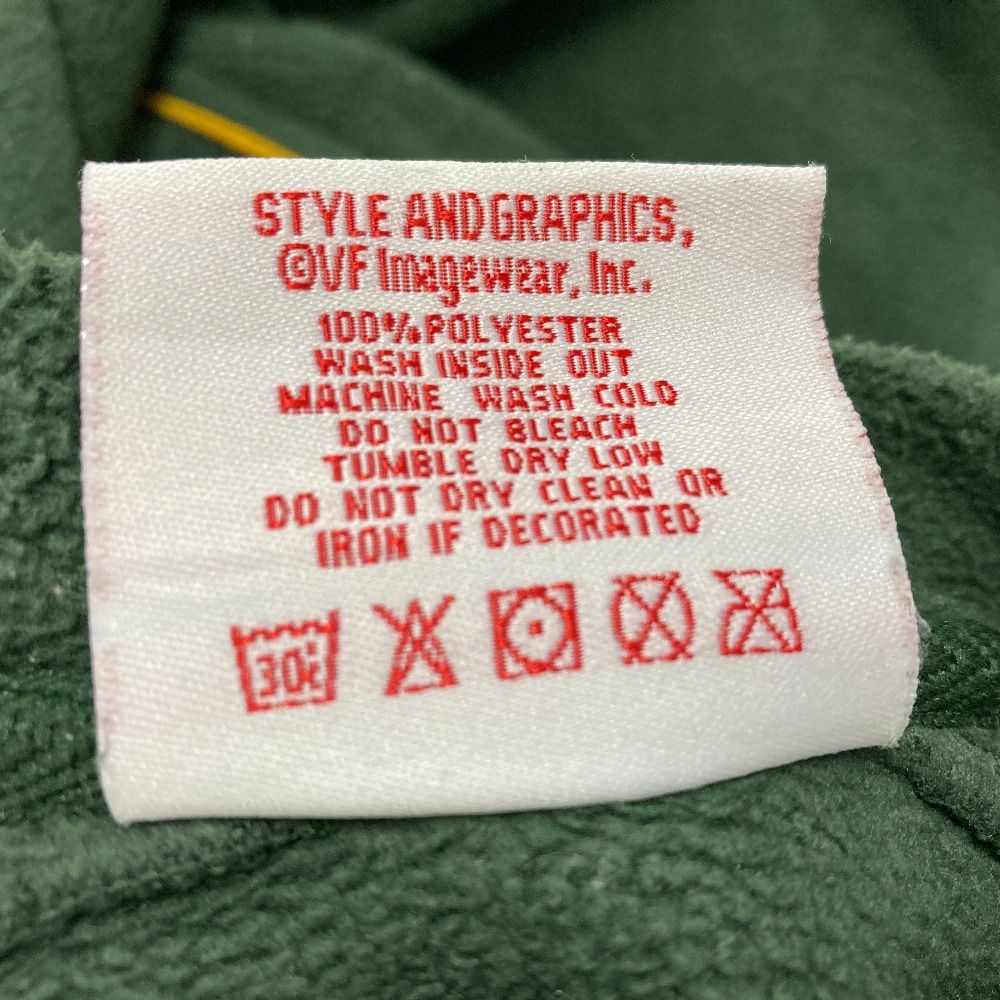 STYLE AND GRAPHICS,
©VF Imagewear, Inc.
100% POLYESTER
WASH INSIDE OUT
MACHINE WASH COLD
DO NOT BLEACH
TUMBLE DRY LOW
DO NOT DRY CLEAN OR
IRON IF DECORATED
30c